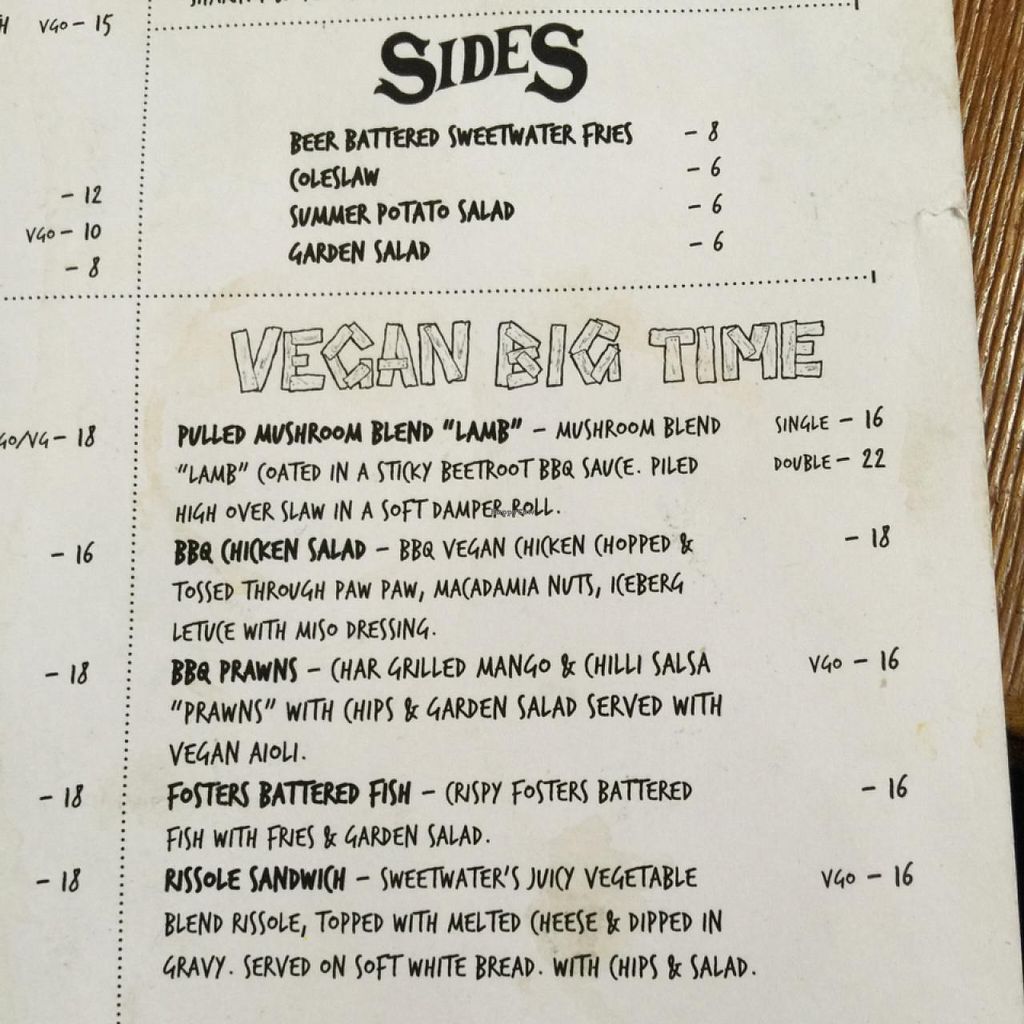 VGO - 15
SIDES
BEER BATTERED SWEETWATER FRIES - 8
COLESLAW - 6
SUMMER POTATO SALAD - 6
GARDEN SALAD - 6
- 12
VGO - 10
- 8
VEGAN BIG TIME
PULLED MUSHROOM BLEND "LAMB" - MUSHROOM BLEND SINGLE - 16
"LAMB" COATED IN A STICKY BEETROOT BBQ SAUCE. PILED DOUBLE - 22
HIGH OVER SLAW IN A SOFT DAMPER ROLL.
BBQ CHICKEN SALAD - BBQ VEGAN CHICKEN CHOPPED & - 18
TOSSED THROUGH PAW PAW, MACADAMIA NUTS, ICEBERG
LETUCE WITH MISO DRESSING.
BBQ PRAWNS - CHAR GRILLED MANGO & CHILLI SALSA VGO - 16
"PRAWNS" WITH CHIPS & GARDEN SALAD SERVED WITH
VEGAN AIOLI.
FOSTERS BATTERED FISH - CRISPY FOSTERS BATTERED - 16
FISH WITH FRIES & GARDEN SALAD.
RISSOLE SANDWICH - SWEETWATER'S JUICY VEGETABLE VGO - 16
BLEND RISSOLE, TOPPED WITH MELTED CHEESE & DIPPED IN
GRAVY. SERVED ON SOFT WHITE BREAD. WITH CHIPS & SALAD.
GO/VG - 18
- 16
- 18
- 18
- 18